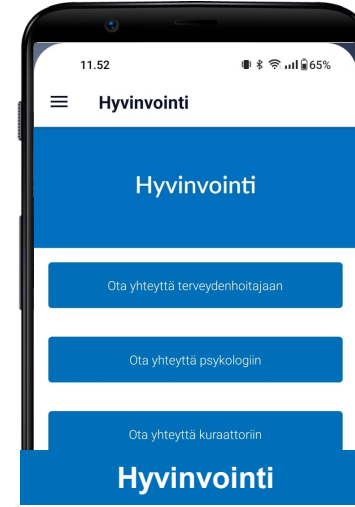 11.52 65%
Hyvinvointi
Hyvinvointi
Ota yhteyttä terveydenhoitajaan
Ota yhteyttä psykologiin
Ota yhteyttä kuraattoriin
Hyvinvointi